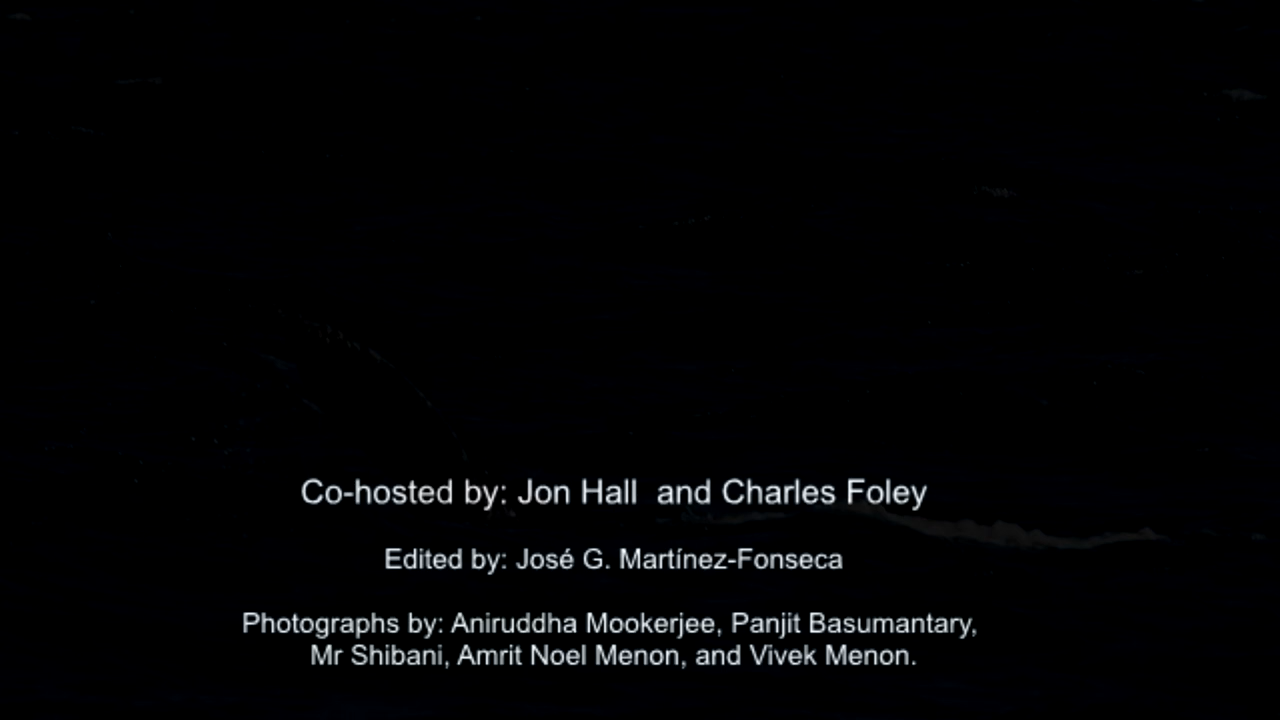 Co-hosted by: Jon Hall  and Charles Foley
Edited by: José G. Martínez-Fonseca
Photographs by: Aniruddha Mookerjee, Panjit Basumantary,
Mr Shibani, Amrit Noel Menon, and Vivek Menon.